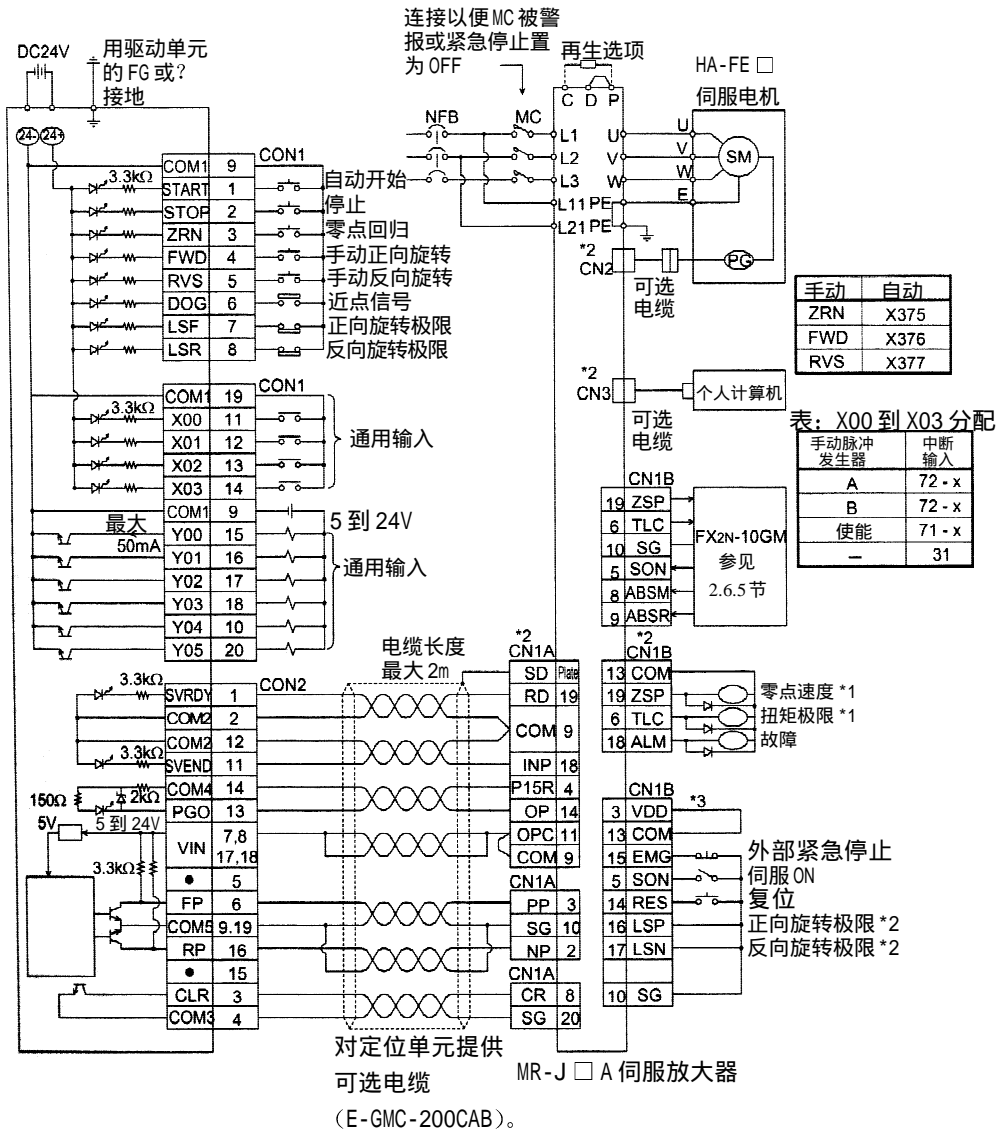 连接以便 MC 被警
报或紧急停止置
为 OFF
DC24V
用驱动单元
的 FG 或?
接地
再生选项
HA-FE □
伺服电机
C D P
NFB
MC
24- 24+
L1 U U
L2 V V SM
L3 W W
L11 PE E
L21 PE
*2
CN2
PG
可选
电缆
CON1
COM1 9
3.3kΩ
START 1 自动开始
STOP 2 停止
ZRN 3 零点回归
FWD 4 手动正向旋转
RVS 5 手动反向旋转
DOG 6 近点信号
LSF 7 正向旋转极限
LSR 8 反向旋转极限
手动 自动
ZRN X375
FWD X376
RVS X377
*2
CN3
个人计算机
可选
电缆
CON1
COM1 19
3.3kΩ
X00 11
X01 12
X02 13
X03 14
通用输入
表: X00 到 X03 分配
手动脉冲
发生器
中断
输入
A 72 - x
B 72 - x
使能 71 - x
— 31
COM1 9
最大
50mA
5 到 24V
Y00 15
Y01 16
Y02 17
Y03 18
Y04 10
Y05 20
通用输入
CN1B
19 ZSP
6 TLC
10 SG
5 SON
8 ABSM
9 ABSR
FX2N-10GM
参见
2.6.5 节
电缆长度
最大 2m
CON2
3.3kΩ
SVRDY 1
COM2 2
COM2 12
3.3kΩ
SVEND 11
COM4 14
150Ω
2kΩ
PGO 13
5V
5 到 24V
VIN 7,8
17,18
3.3kΩ
● 5
FP 6
COM5 9.19
RP 16
● 15
CLR 3
COM3 4
*2
CN1A
SD Plate
RD 19
COM 9
INP 18
P15R 4
OP 14
OPC 11
COM 9
CN1A
PP 3
SG 10
NP 2
CN1A
CR 8
SG 20
*2
CN1B
13 COM
19 ZSP 零点速度 *1
6 TLC 扭矩极限 *1
18 ALM 故障
CN1B
3 VDD *3
13 COM
15 EMG 外部紧急停止
5 SON 伺服 ON
14 RES 复位
16 LSP 正向旋转极限 *2
17 LSN 反向旋转极限 *2
10 SG
对定位单元提供
可选电缆
(E-GMC-200CAB)。
MR-J □ A 伺服放大器